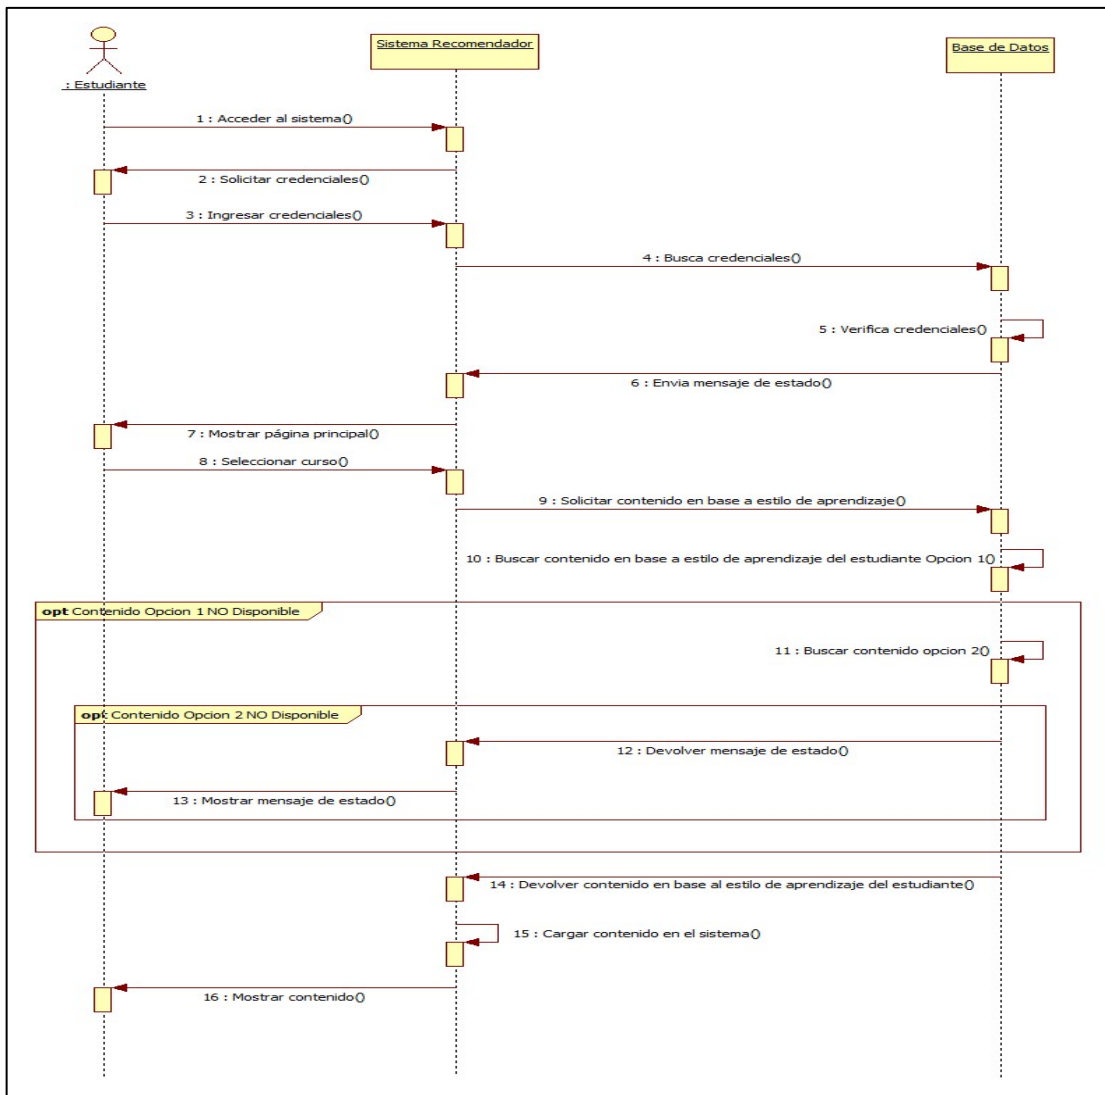 Sistema Recomendador
Base de Datos
: Estudiante
1 : Acceder al sistema()
2 : Solicitar credenciales()
3 : Ingresar credenciales()
4 : Busca credenciales()
5 : Verifica credenciales()
6 : Envia mensaje de estado()
7 : Mostrar página principal()
8 : Seleccionar curso()
9 : Solicitar contenido en base a estilo de aprendizaje()
10 : Buscar contenido en base a estilo de aprendizaje del estudiante Opcion 1()
opt Contenido Opcion 1 NO Disponible
11 : Buscar contenido opcion 2()
opt Contenido Opcion 2 NO Disponible
12 : Devolver mensaje de estado()
13 : Mostrar mensaje de estado()
14 : Devolver contenido en base al estilo de aprendizaje del estudiante()
15 : Cargar contenido en el sistema()
16 : Mostrar contenido()